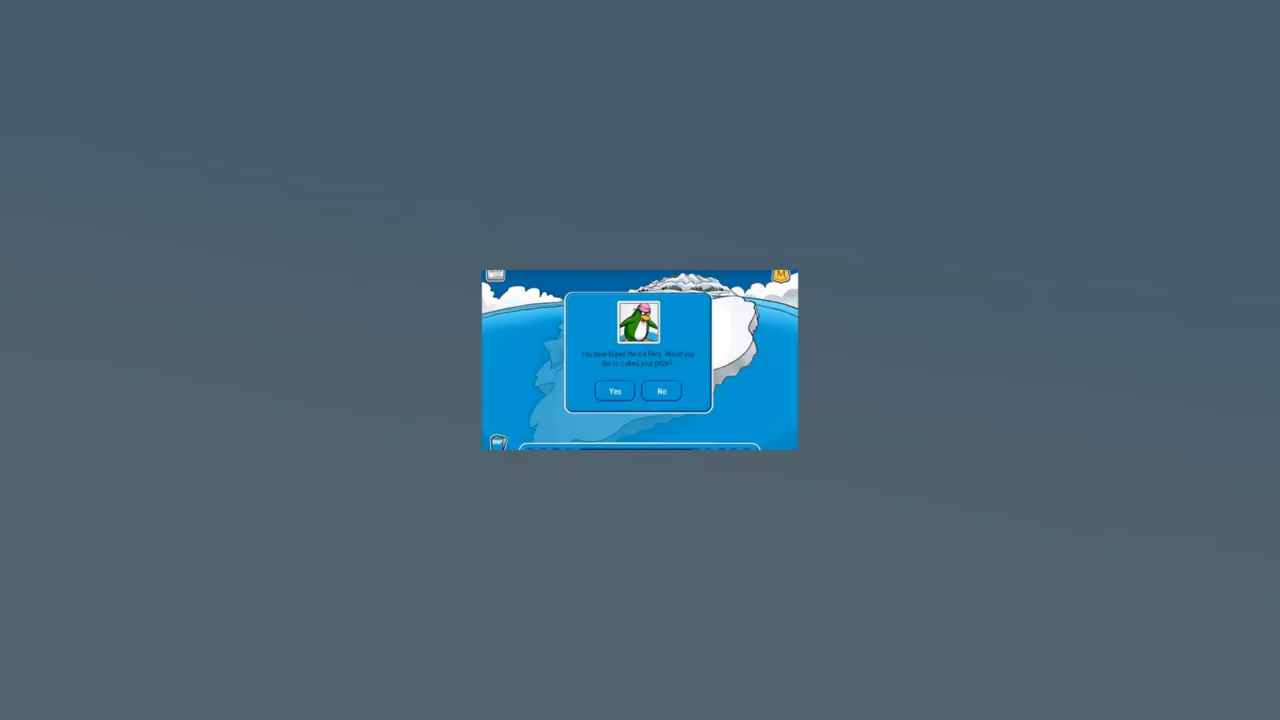 You have tipped the Ice Berg. Would you
like to collect your prize?
Yes No